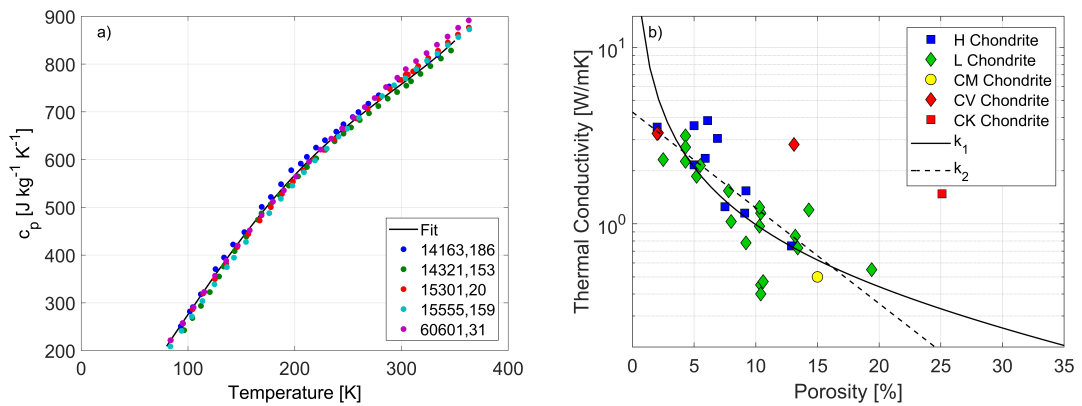 a)
c_p [J kg^-1 K^-1]
900
800
700
600
500
400
300
200
0
100
200
300
400
Temperature [K]
Fit
14163,186
14321,153
15301,20
15555,159
60601,31
b)
Thermal Conductivity [W/mK]
10^1
10^0
0
5
10
15
20
25
30
35
Porosity [%]
H Chondrite
L Chondrite
CM Chondrite
CV Chondrite
CK Chondrite
k_1
k_2